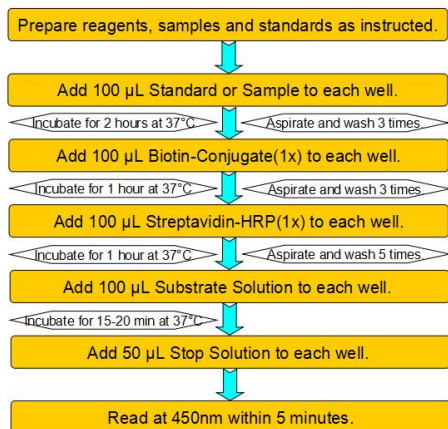 Prepare reagents, samples and standards as instructed.
Add 100 µL Standard or Sample to each well.
Incubate for 2 hours at 37°C
Aspirate and wash 3 times.
Add 100 µL Biotin-Conjugate(1x) to each well.
Incubate for 1 hour at 37°C
Aspirate and wash 3 times.
Add 100 µL Streptavidin-HRP(1x) to each well.
Incubate for 1 hour at 37°C
Aspirate and wash 5 times.
Add 100 µL Substrate Solution to each well.
Incubate for 15-20 min at 37°C
Add 50 µL Stop Solution to each well.
Read at 450nm within 5 minutes.